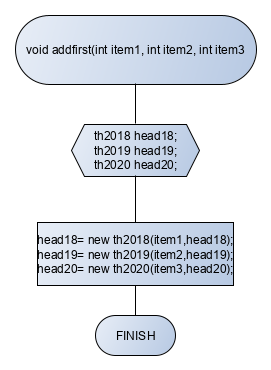 void addfirst(int item1, int item2, int item3
th2018 head18;
th2019 head19;
th2020 head20;
head18= new th2018(item1,head18);
head19= new th2019(item2,head19);
head20= new th2020(item3,head20);
FINISH